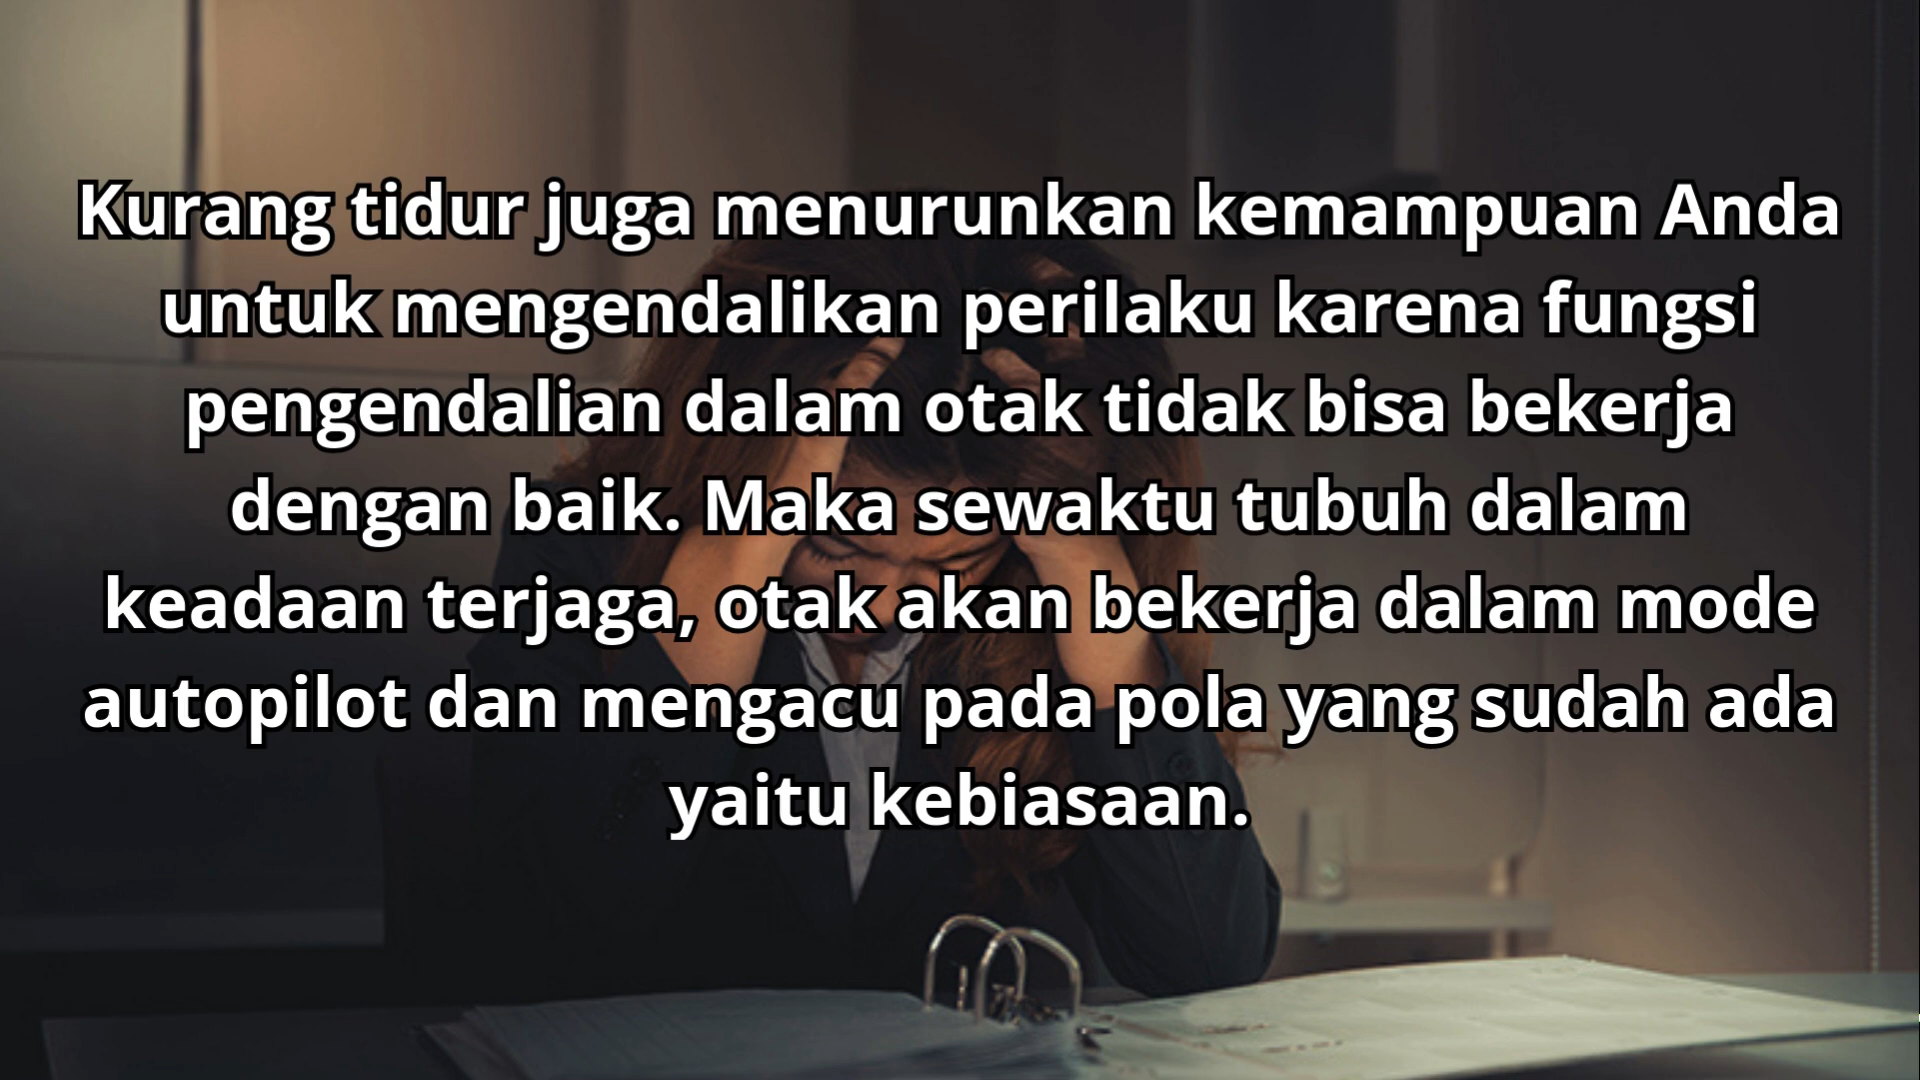 Kurang tidur juga menurunkan kemampuan Anda
untuk mengendalikan perilaku karena fungsi
pengendalian dalam otak tidak bisa bekerja
dengan baik. Maka sewaktu tubuh dalam
keadaan terjaga, otak akan bekerja dalam mode
autopilot dan mengacu pada pola yang sudah ada
yaitu kebiasaan.